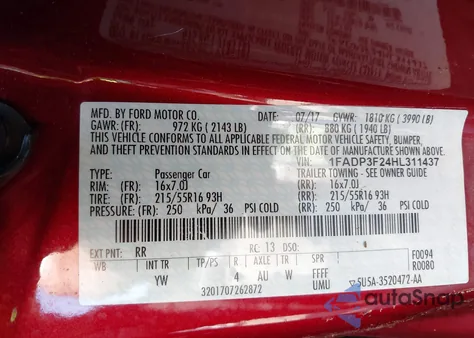 MFD. BY FORD MOTOR CO. DATE: 07/17 GVWR: 1810 KG ( 3990 LB)
GAWR: (FR): 972 KG ( 2143 LB) (RR): 880 KG ( 1940 LB)
THIS VEHICLE CONFORMS TO ALL APPLICABLE FEDERAL MOTOR VEHICLE SAFETY, BUMPER,
AND THEFT PREVENTION STANDARDS IN EFFECT ON THE DATE OF MANUFACTURE SHOWN ABOVE.
VIN: 1FADP3F24HL311437
TYPE: Passenger Car TRAILER TOWING - SEE OWNER GUIDE
RIM: (FR): 16x7.0J (RR): 16x7.0J
TIRE: (FR): 215/55R16 93H (RR): 215/55R16 93H
PRESSURE: (FR): 250 kPa/ 36 PSI COLD (RR): 250 kPa/ 36 PSI COLD
EXT PNT: RR RC: 13 DSO: F0094
WB INT TR TP/PS R AXLE TR SPR R0080
YW 4 AU W FFFF
UMU
3201707262872 5USA-3520472-AA
autoSnap